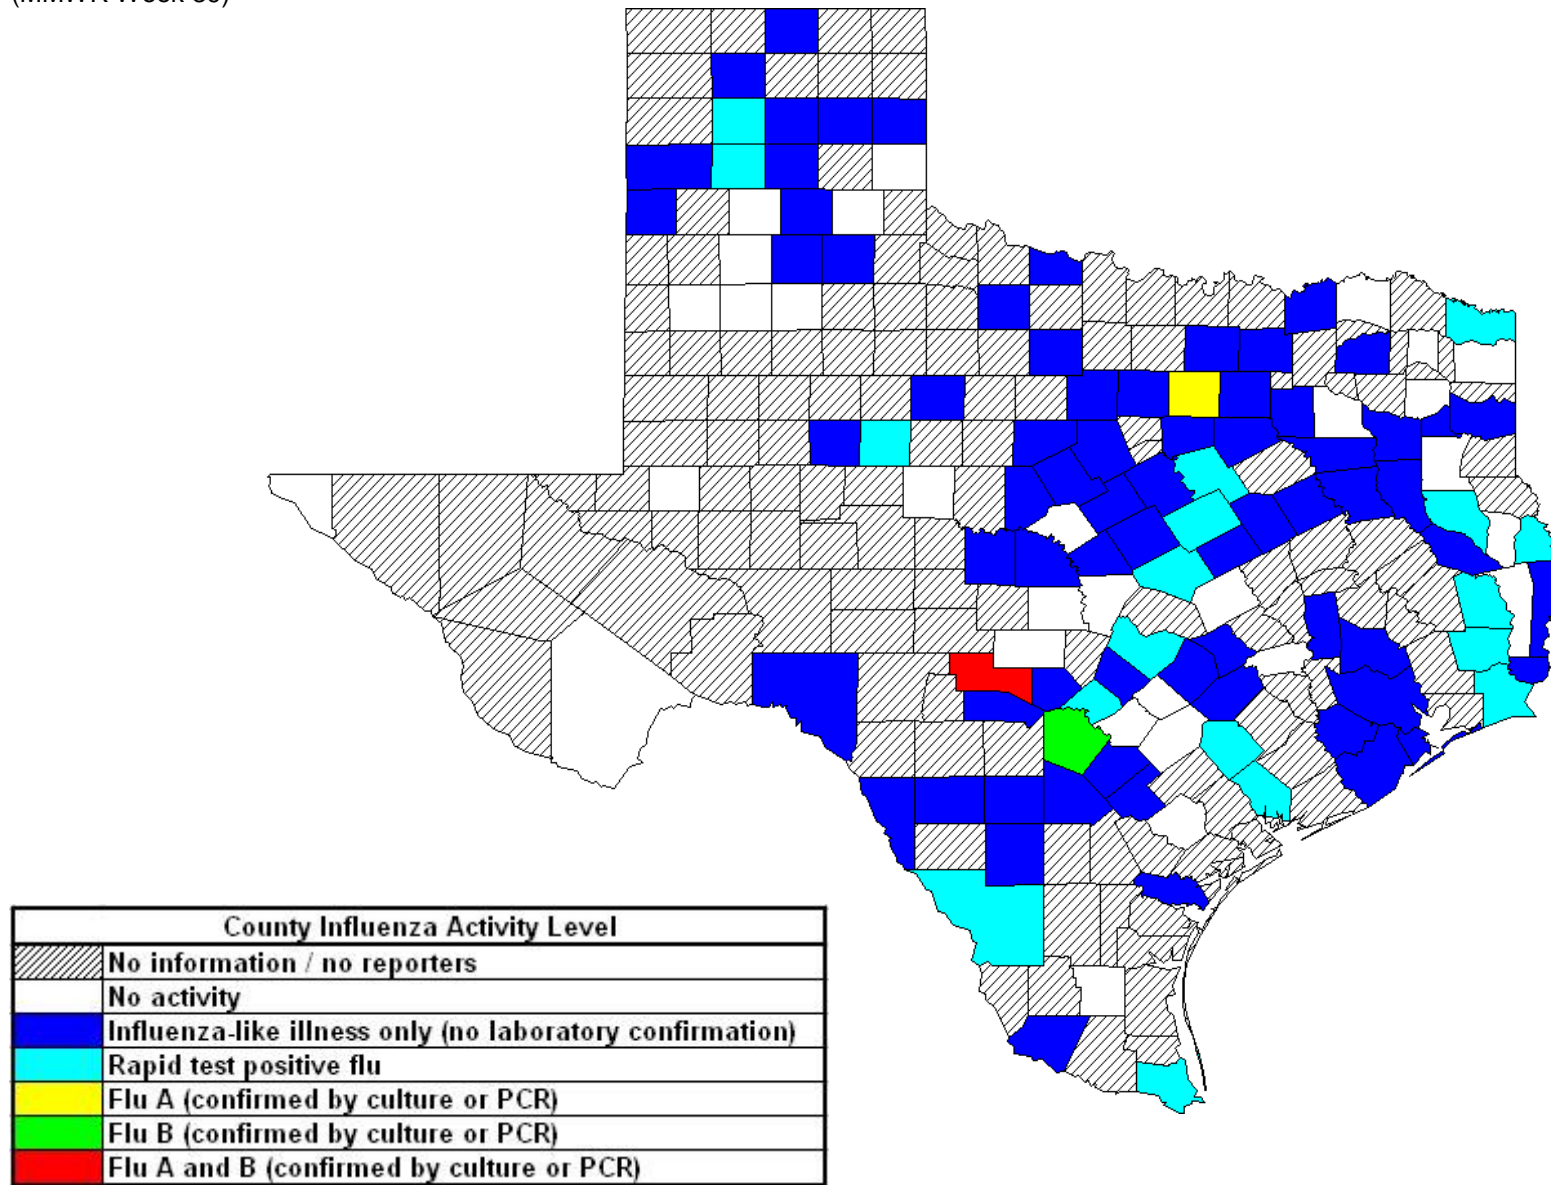 County Influenza Activity Level
No information / no reporters
No activity
Influenza-like illness only (no laboratory confirmation)
Rapid test positive flu
Flu A (confirmed by culture or PCR)
Flu B (confirmed by culture or PCR)
Flu A and B (confirmed by culture or PCR)